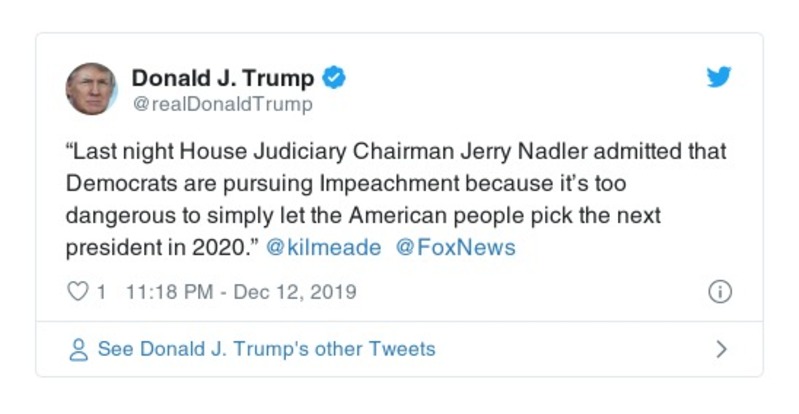 Donald J. Trump
@realDonaldTrump
“Last night House Judiciary Chairman Jerry Nadler admitted that
Democrats are pursuing Impeachment because it’s too
dangerous to simply let the American people pick the next
president in 2020.” @kilmeade @FoxNews
1 11:18 PM - Dec 12, 2019
See Donald J. Trump's other Tweets